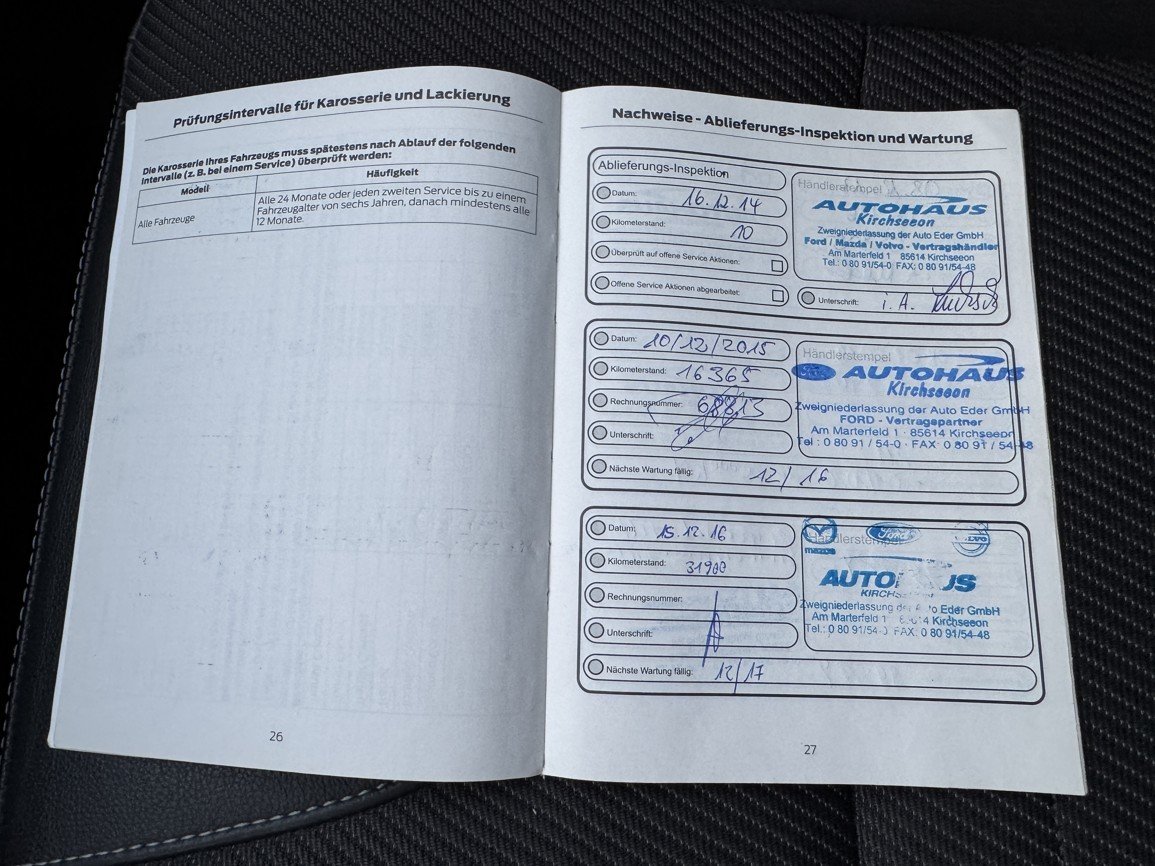 Prüfungsintervalle für Karosserie und Lackierung
Die Karosserie Ihres Fahrzeugs muss spätestens nach Ablauf der folgenden
Intervalle (z. B. bei einem Service) überprüft werden:
Modell
Häufigkeit
Alle Fahrzeuge
Alle 24 Monate oder jeden zweiten Service bis zu einem
Fahrzeugalter von sechs Jahren, danach mindestens alle
12 Monate.
26
Nachweise - Ablieferungs-Inspektion und Wartung
Ablieferungs-Inspektion
Datum: 16.12.14
Kilometerstand: 10
Überprüft auf offene Service Aktionen:
Offene Service Aktionen abgearbeitet:
Händlerstempel
AUTOHAUS
Kirchseeon
Zweigniederlassung der Auto Eder GmbH
Ford / Mazda / Volvo - Vertragshändler
Am Marterfeld 1 85614 Kirchseeon
Tel.: 0 80 91/54-0 FAX: 0 80 91/54-48
Unterschrift: i. A.
Datum: 10/12/2015
Kilometerstand: 16365
Rechnungsnummer:
Unterschrift:
Nächste Wartung fällig: 12/16
Händlerstempel
AUTOHAUS
Kirchseeon
Zweigniederlassung der Auto Eder GmbH
FORD - Vertragspartner
Am Marterfeld 1 · 85614 Kirchseeon
Tel : 0 80 91 / 54-0 · FAX: 0 80 91 / 54-48
Datum: 15.12.16
Kilometerstand: 31900
Rechnungsnummer:
Unterschrift:
Nächste Wartung fällig: 12/17
Händlerstempel
mazda Ford VOLVO
AUTOHAUS
KIRCHS
Zweigniederlassung der Auto Eder GmbH
Am Marterfeld 1 85614 Kirchseeon
Tel.: 0 80 91/54-0 FAX: 0 80 91/54-48
27